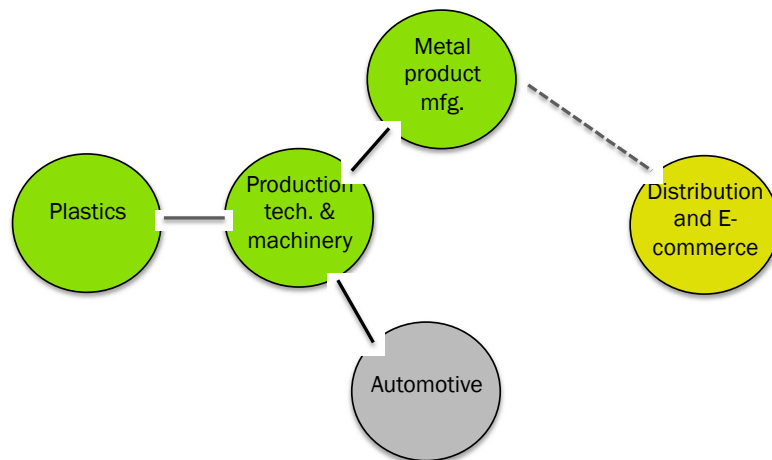 Metal
product
mfg.
Plastics
Production
tech. &
machinery
Distribution
and E-
commerce
Automotive